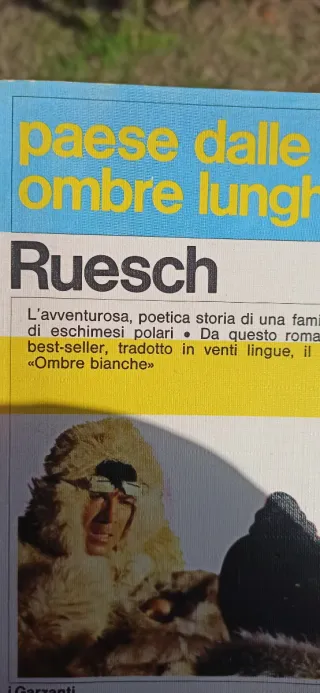 paese dalle
ombre lungh
Ruesch
L'avventurosa, poetica storia di una fami
di eschimesi polari • Da questo roma
best-seller, tradotto in venti lingue, il
«Ombre bianche»
i Garzanti